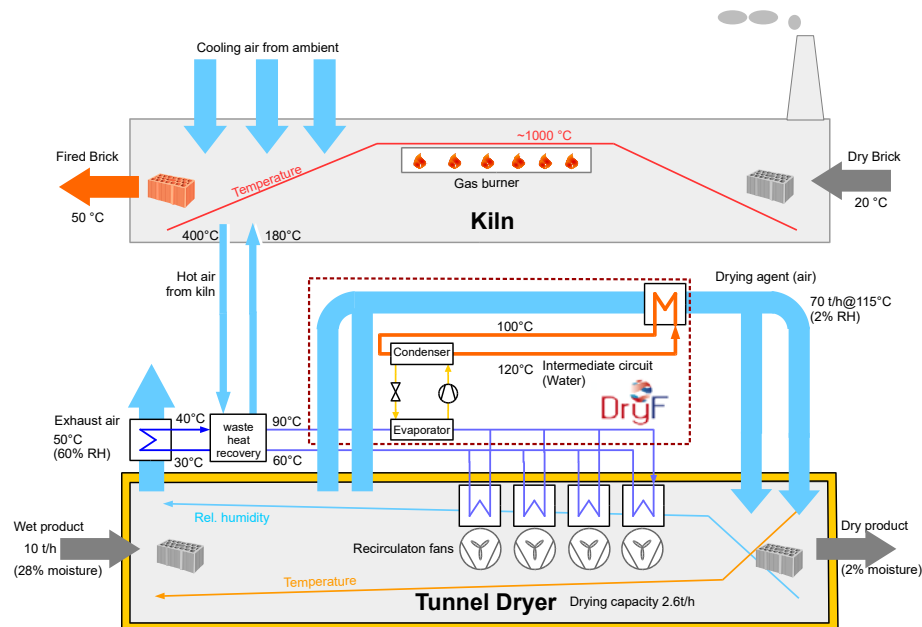 Cooling air from ambient
~1000 °C
Fired Brick
Temperature
Gas burner
Dry Brick
50 °C
Kiln
20 °C
400°C
180°C
Hot air
from kiln
Drying agent (air)
70 t/h@115°C
(2% RH)
100°C
Condenser
120°C
Intermediate circuit
(Water)
DryF
Exhaust air
50°C
(60% RH)
40°C
waste
heat
recovery
90°C
Evaporator
30°C
60°C
Rel. humidity
Wet product
10 t/h
(28% moisture)
Recirculaton fans
Dry product
(2% moisture)
Temperature
Tunnel Dryer
Drying capacity 2.6t/h